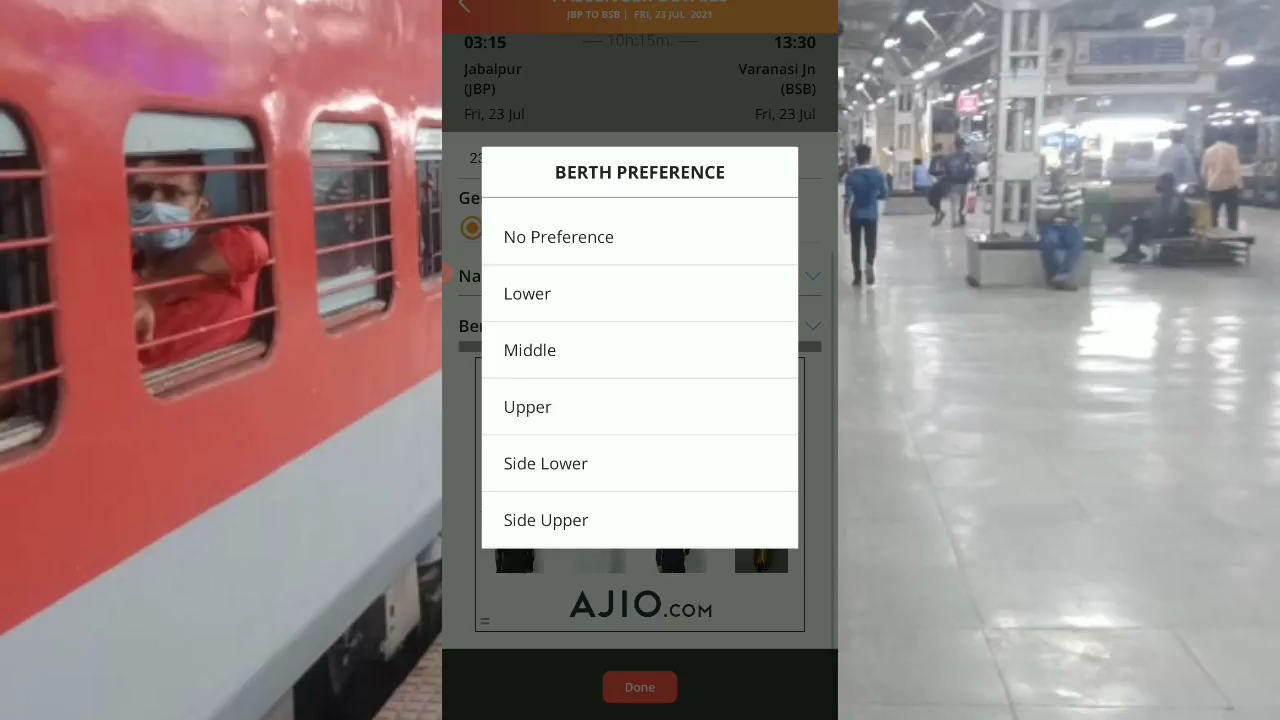 JBP TO BSB | FRI, 23 JUL 2021
03:15 10h:15m. 13:30
Jabalpur Varanasi Jn
(JBP) (BSB)
Fri, 23 Jul Fri, 23 Jul
BERTH PREFERENCE
No Preference
Lower
Middle
Upper
Side Lower
Side Upper
AJIO.COM
Done